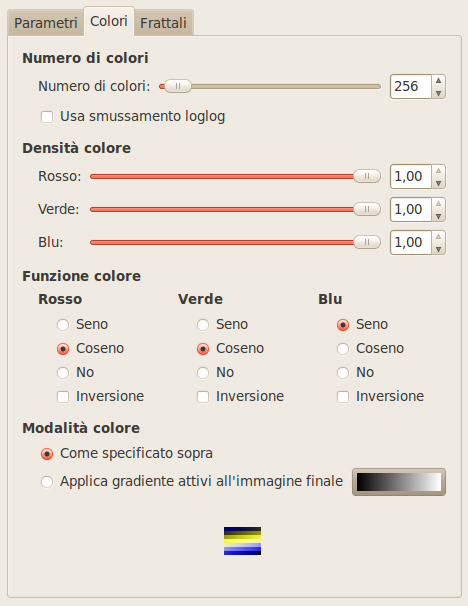 Parametri Colori Frattali
Numero di colori
Numero di colori: 256
Usa smussamento loglog
Densità colore
Rosso: 1,00
Verde: 1,00
Blu: 1,00
Funzione colore
Rosso Verde Blu
Seno Seno Seno
Coseno Coseno Coseno
No No No
Inversione Inversione Inversione
Modalità colore
Come specificato sopra
Applica gradiente attivi all'immagine finale